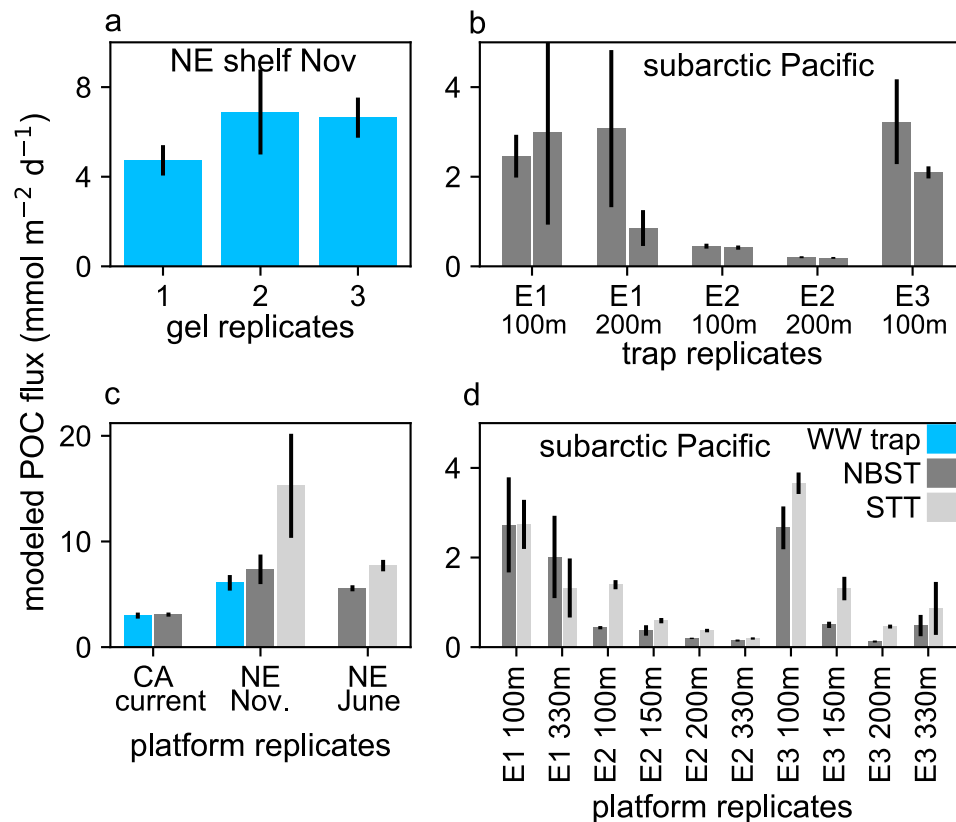 modeled POC flux (mmol m⁻² d⁻¹)
a
NE shelf Nov
8
4
0
1 2 3
gel replicates
b
subarctic Pacific
4
2
0
E1 E1 E2 E2 E3
100m 200m 100m 200m 100m
trap replicates
c
20
10
0
CA NE NE
current Nov. June
platform replicates
d
subarctic Pacific
WW trap
NBST
STT
4
2
0
E1 100m
E1 330m
E2 100m
E2 150m
E2 200m
E2 330m
E3 100m
E3 150m
E3 200m
E3 330m
platform replicates